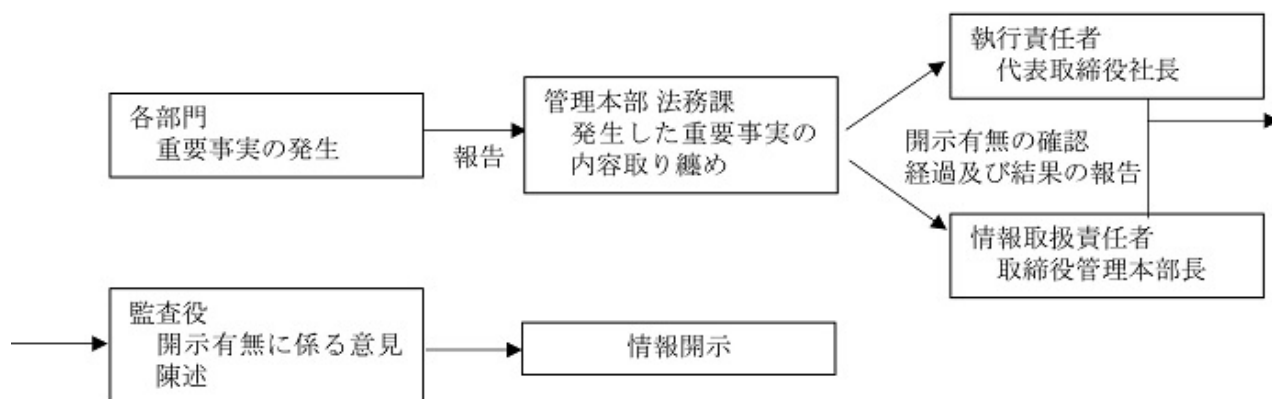 各部門
重要事実の発生
報告
管理本部 法務課
発生した重要事実の
内容取り纏め
執行責任者
代表取締役社長
開示有無の確認
経過及び結果の報告
情報取扱責任者
取締役管理本部長
監査役
開示有無に係る意見
陳述
情報開示